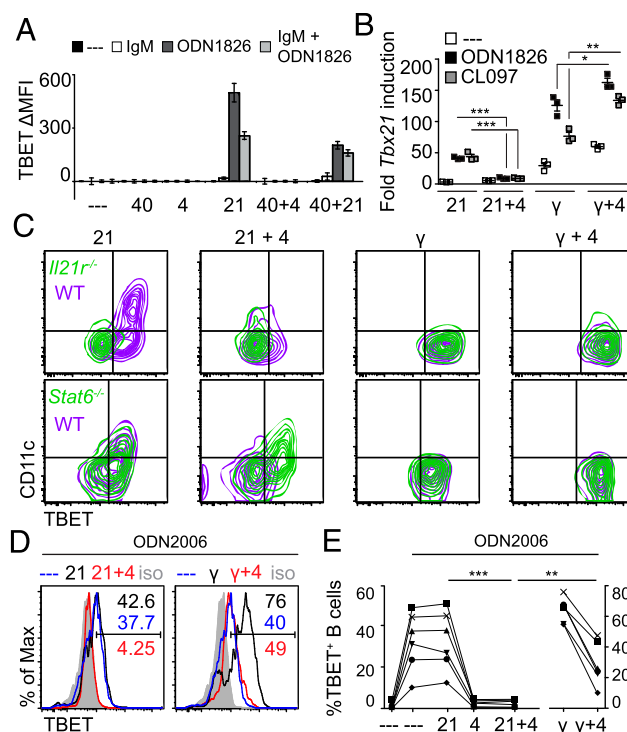 A
--- IgM ODN1826 IgM + ODN1826
TBET ΔMFI
600
300
0
--- 40 4 21 40+4 40+21
B
---
ODN1826
CL097
Fold Tbx21 induction
200
150
100
50
0
*** *** * **
21 21+4 γ γ+4
C
21 21 + 4 γ γ + 4
Il21r-/-
WT
Stat6-/-
WT
CD11c
TBET
D
ODN2006
--- 21 21+4 iso
42.6
37.7
4.25
--- γ γ+4 iso
76
40
49
% of Max
TBET
E
ODN2006
*** **
%TBET+ B cells
60
40
20
0
80
60
40
20
0
--- --- 21 4 21+4 γ γ+4